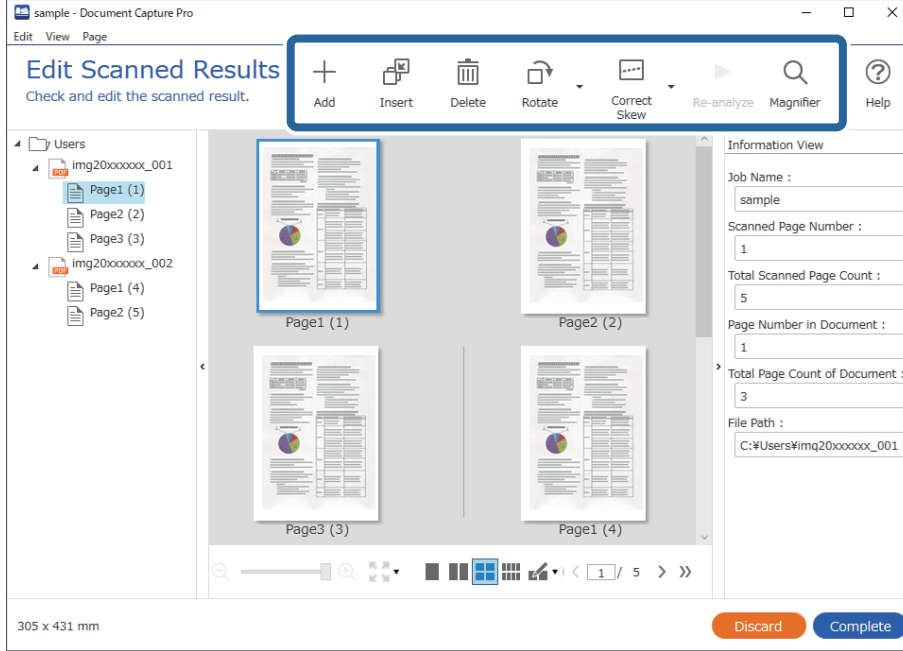 sample - Document Capture Pro
Edit View Page
Edit Scanned Results
Check and edit the scanned result.
Add
Insert
Delete
Rotate
Correct
Skew
Re-analyze
Magnifier
Help
Users
PDF
img20xxxxxx_001
Page1 (1)
Page2 (2)
Page3 (3)
PDF
img20xxxxxx_002
Page1 (4)
Page2 (5)
Page1 (1)
Page2 (2)
Page3 (3)
Page1 (4)
Information View
Job Name :
sample
Scanned Page Number :
1
Total Scanned Page Count :
5
Page Number in Document :
1
Total Page Count of Document :
3
File Path :
C:¥Users¥img20xxxxxx_001.
1 / 5
305 x 431 mm
Discard
Complete